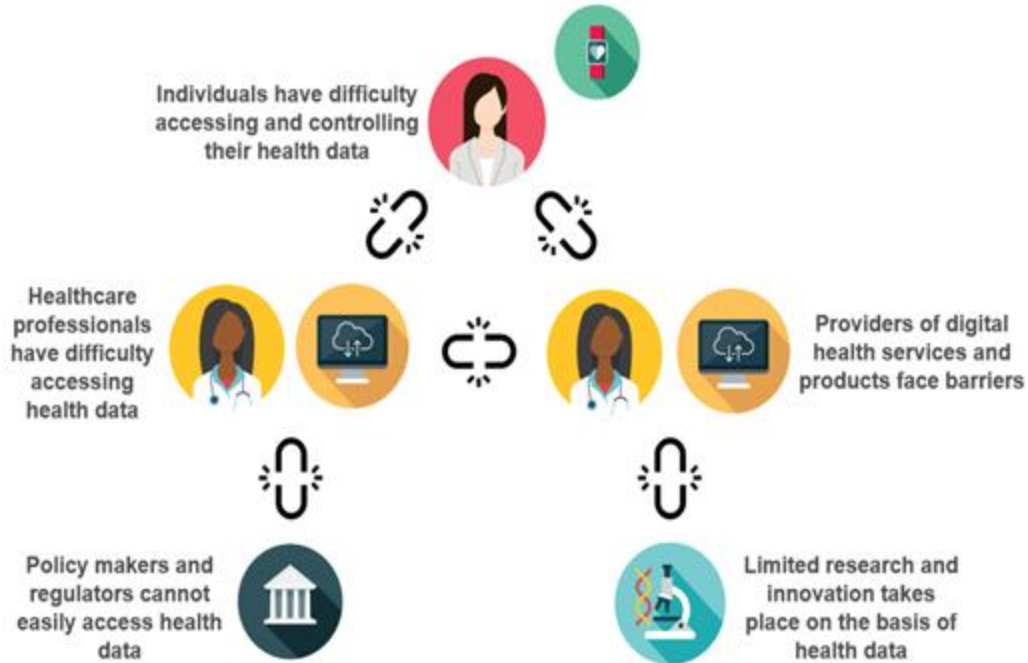 Individuals have difficulty
accessing and controlling
their health data
Healthcare
professionals
have difficulty
accessing
health data
Providers of digital
health services and
products face barriers
Policy makers and
regulators cannot
easily access health
data
Limited research and
innovation takes
place on the basis of
health data